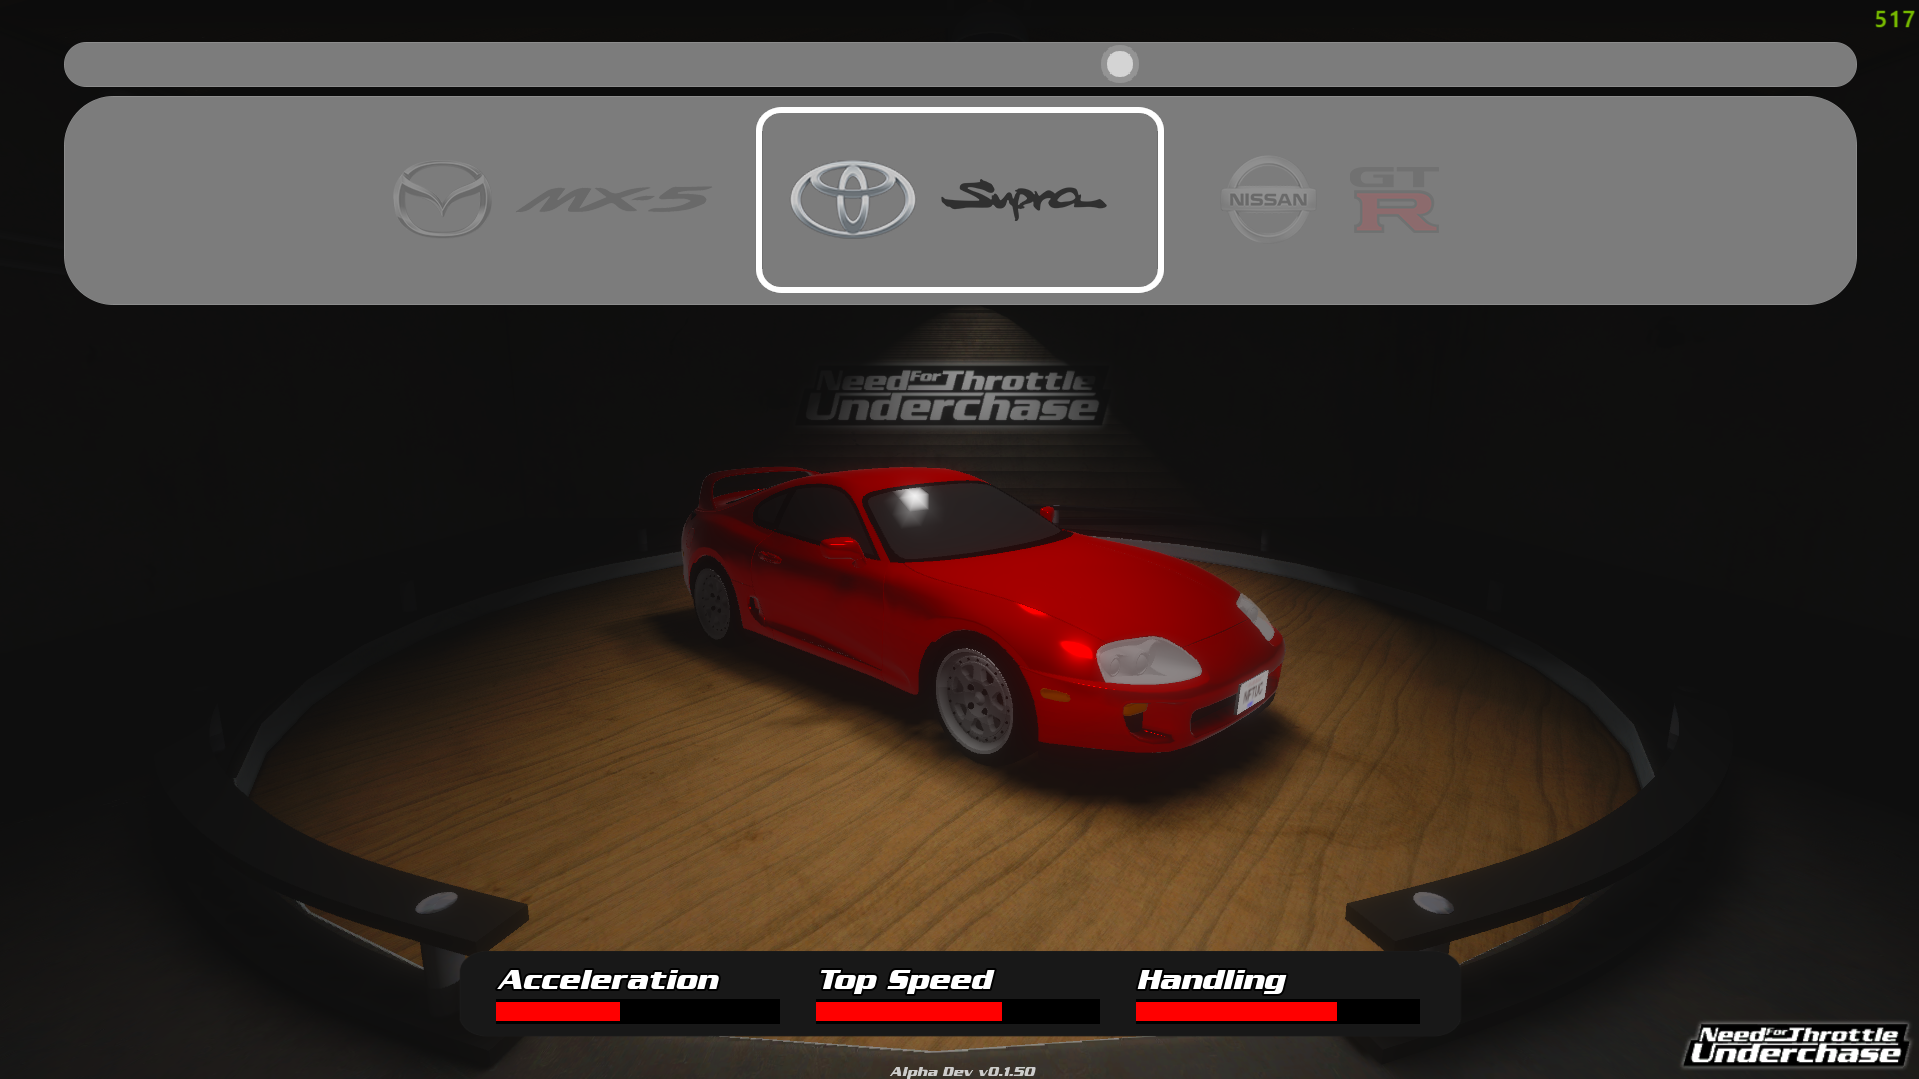 517
MX-5
Supra
NISSAN
GT
R
Need For Throttle
Underchase
NFTUC
Acceleration
Top Speed
Handling
Need For Throttle
Underchase
Alpha Dev v0.1.50